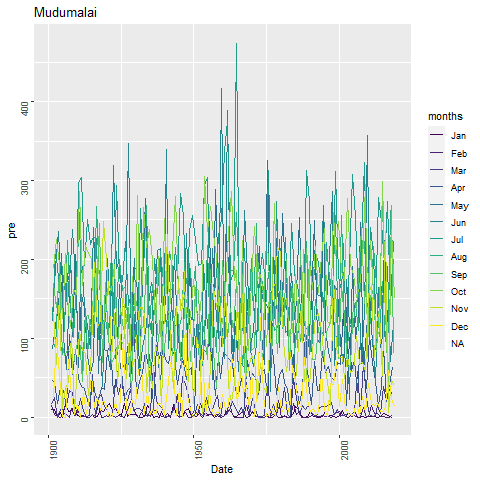 Mudumalai
400
300
200
100
0
pre
1900
1950
2000
Date
months
Jan
Feb
Mar
Apr
May
Jun
Jul
Aug
Sep
Oct
Nov
Dec
NA